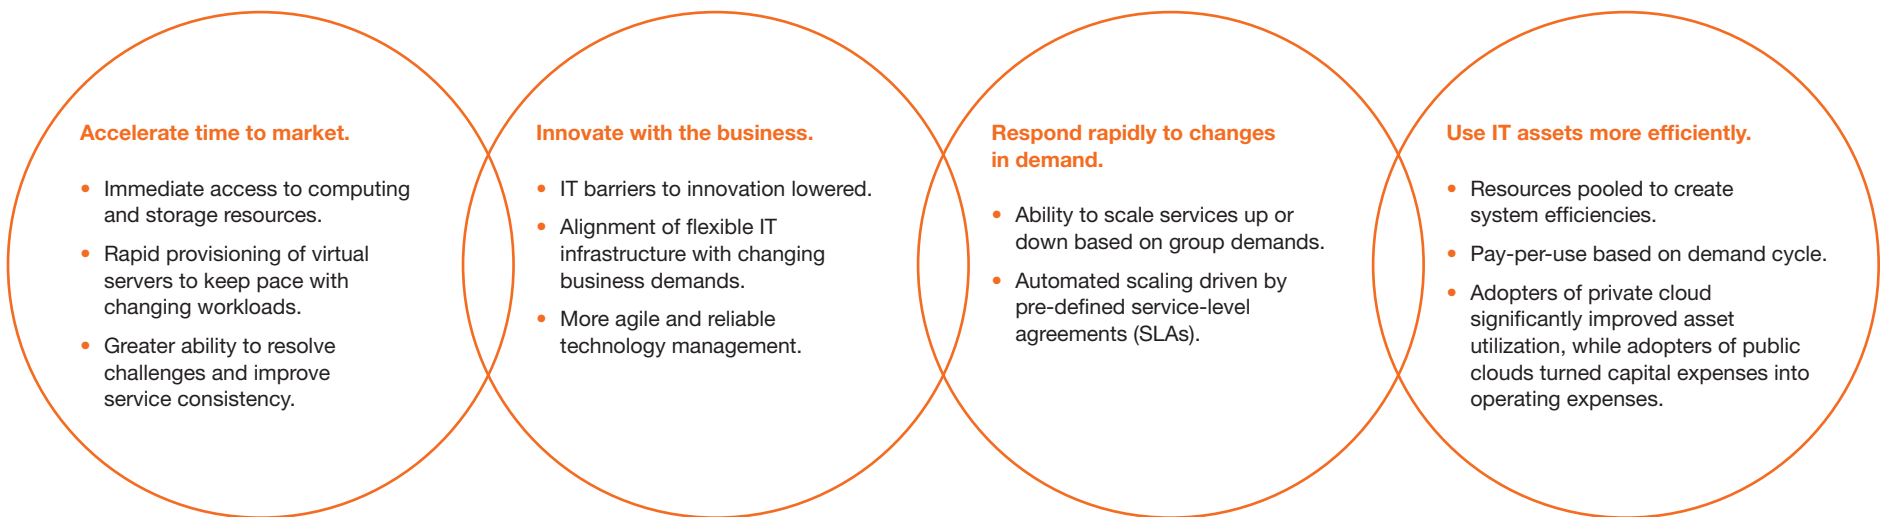 Accelerate time to market.
• Immediate access to computing
and storage resources.
• Rapid provisioning of virtual
servers to keep pace with
changing workloads.
• Greater ability to resolve
challenges and improve
service consistency.
Innovate with the business.
• IT barriers to innovation lowered.
• Alignment of flexible IT
infrastructure with changing
business demands.
• More agile and reliable
technology management.
Respond rapidly to changes
in demand.
• Ability to scale services up or
down based on group demands.
• Automated scaling driven by
pre-defined service-level
agreements (SLAs).
Use IT assets more efficiently.
• Resources pooled to create
system efficiencies.
• Pay-per-use based on demand cycle.
• Adopters of private cloud
significantly improved asset
utilization, while adopters of public
clouds turned capital expenses into
operating expenses.